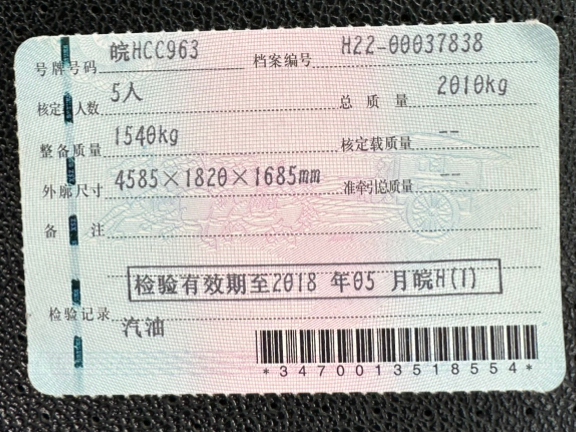 号牌号码 皖HCC963 档案编号 H22-00037838
核定载人数 5人 总质量 2010kg
整备质量 1540kg 核定载质量 --
外廓尺寸 4585×1820×1685mm 准牵引总质量 --
备注
检验有效期至2018 年05 月皖H(1)
检验记录
汽油
*3470013518554*